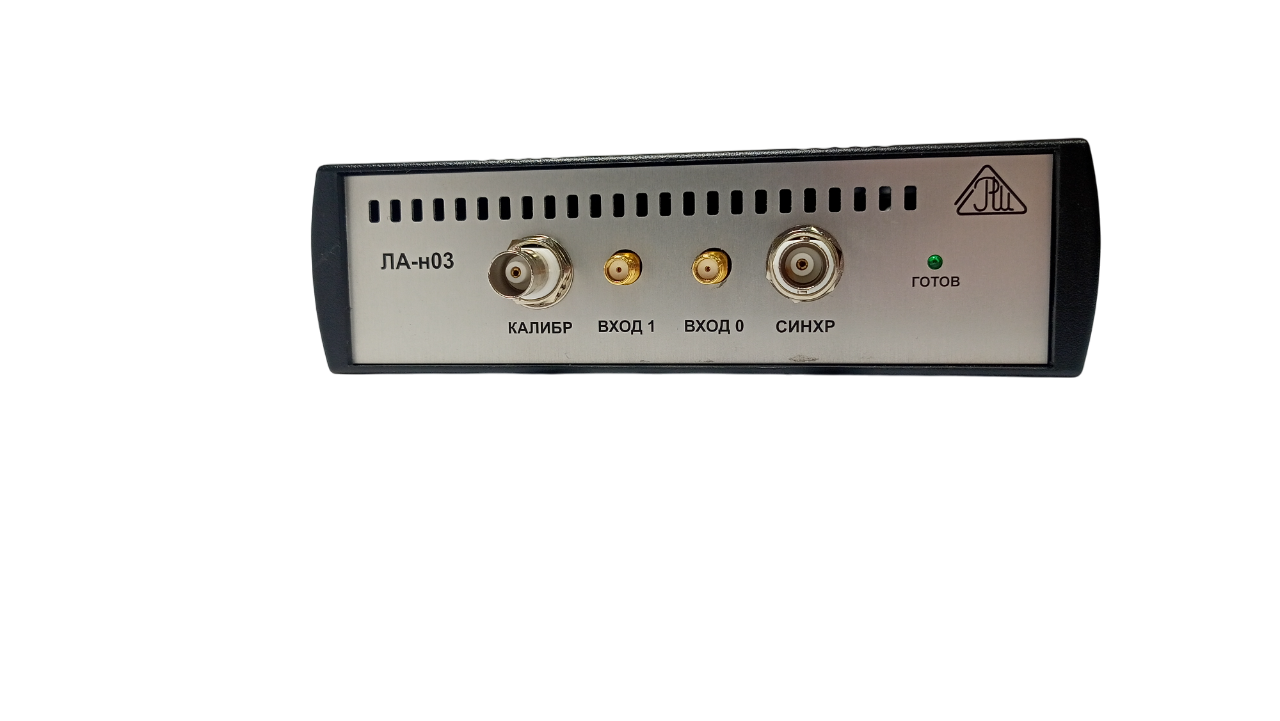 ЛА-н03
КАЛИБР
ВХОД 1
ВХОД 0
СИНХР
ГОТОВ